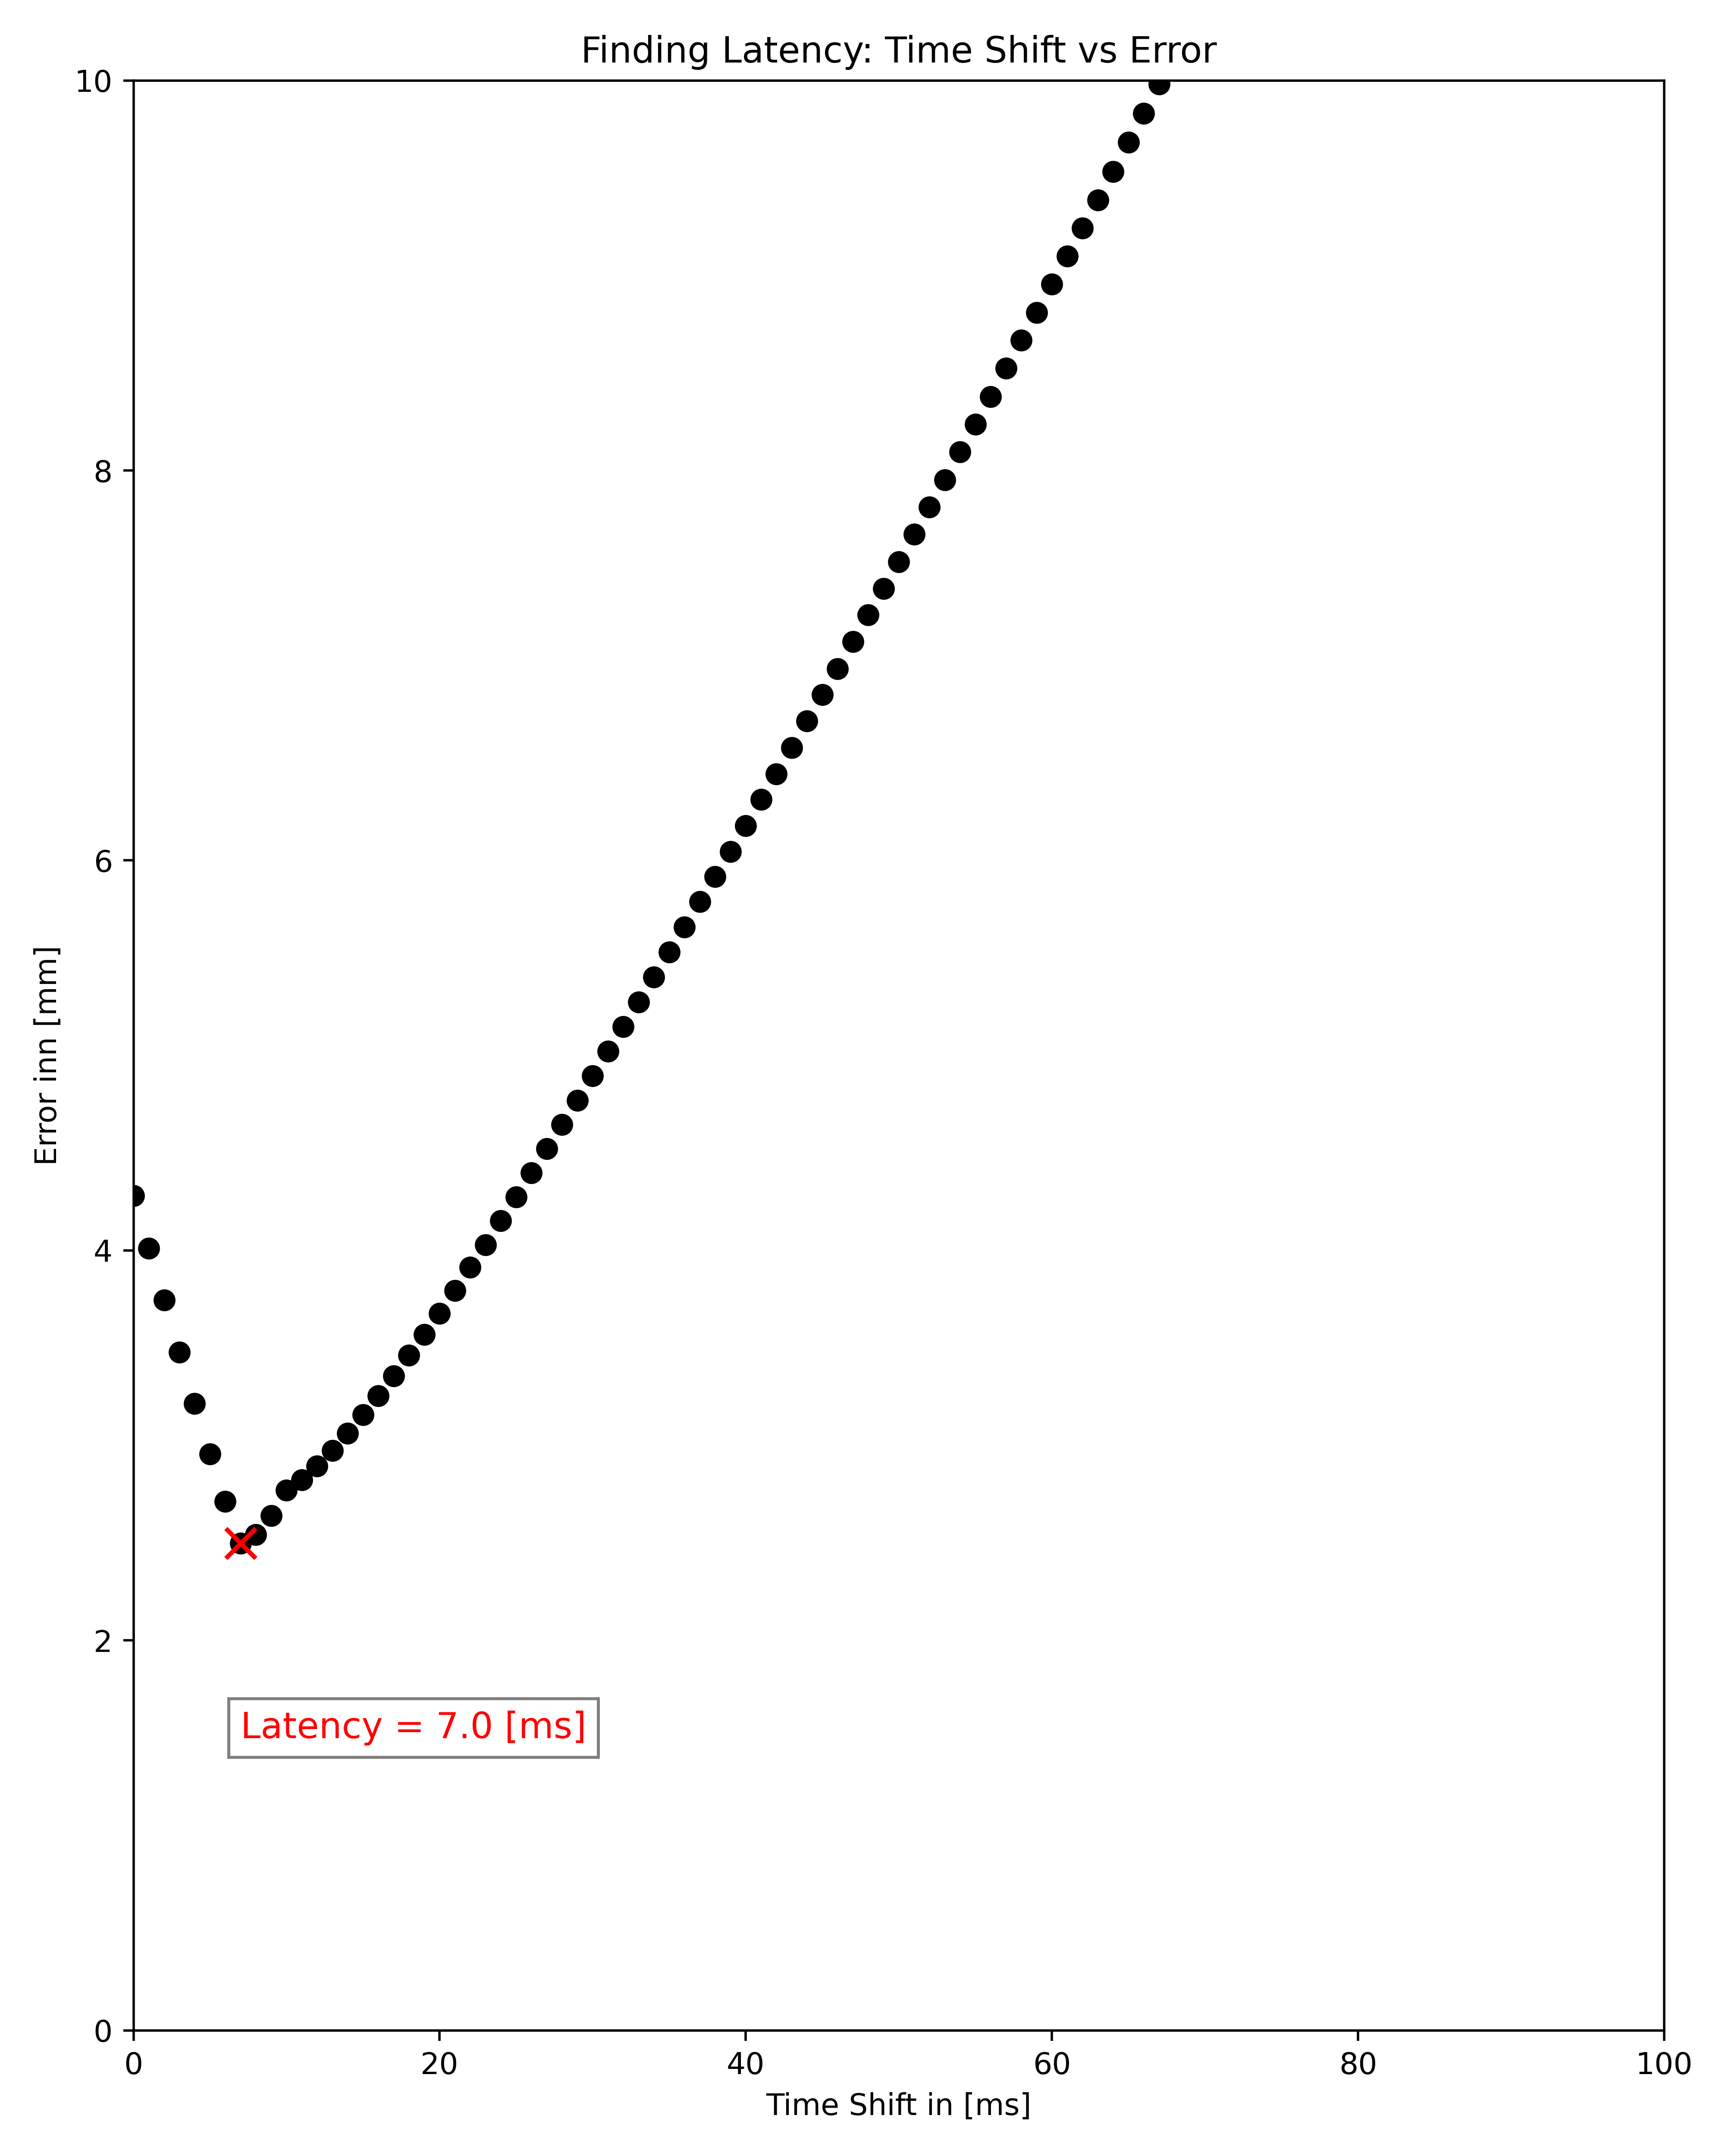 Finding Latency: Time Shift vs Error
10
8
6
4
2
0
Error inn [mm]
Latency = 7.0 [ms]
0 20 40 60 80 100
Time Shift in [ms]